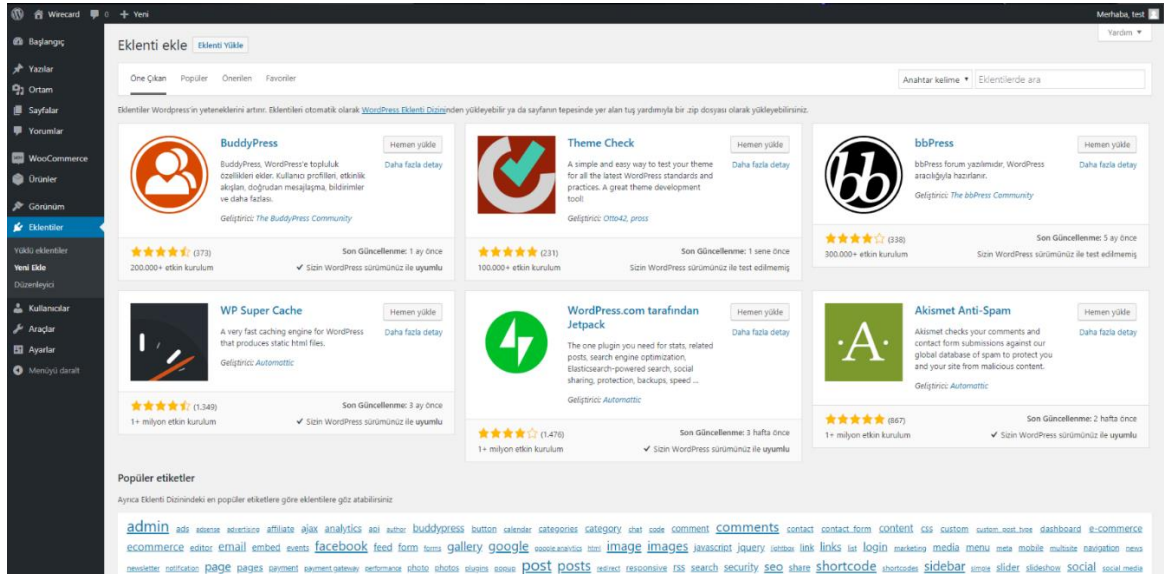 Wirecard 0 + Yeni Merhaba, test
Yardım ▼
Başlangıç
Yazılar
Ortam
Sayfalar
Yorumlar
WooCommerce
Ürünler
Görünüm
Eklentiler
Yüklü eklentiler
Yeni Ekle
Düzenleyici
Kullanıcılar
Araçlar
Ayarlar
Menüyü daralt
Eklenti ekle Eklenti Yükle
Öne Çıkan Popüler Önerilen Favoriler Anahtar kelime ▼ Eklentilerde ara
Eklentiler Wordpress'in yeteneklerini artırır. Eklentileri otomatik olarak WordPress Eklenti Dizininden yükleyebilir ya da sayfanın tepesinde yer alan tuş yardımıyla bir .zip dosyası olarak yükleyebilirsiniz.
BuddyPress
Hemen yükle
Daha fazla detay
BuddyPress, WordPress'e topluluk
özellikleri ekler. Kullanıcı profilleri, etkinlik
akışları, doğrudan mesajlaşma, bildirimler
ve daha fazlası.
Geliştirici: The BuddyPress Community
(373)
Son Güncellenme: 1 ay önce
200.000+ etkin kurulum
✔ Sizin WordPress sürümünüz ile uyumlu
Theme Check
Hemen yükle
Daha fazla detay
A simple and easy way to test your theme
for all the latest WordPress standards and
practices. A great theme development
tool!
Geliştirici: Otto42, pross
(231)
Son Güncellenme: 1 sene önce
100.000+ etkin kurulum
Sizin WordPress sürümünüz ile test edilmemiş
bbPress
Hemen yükle
Daha fazla detay
bbPress forum yazılımıdır, WordPress
aracılığıyla hazırlanır.
Geliştirici: The bbPress Community
bb
(338)
Son Güncellenme: 5 ay önce
300.000+ etkin kurulum
Sizin WordPress sürümünüz ile test edilmemiş
WP Super Cache
Hemen yükle
Daha fazla detay
A very fast caching engine for WordPress
that produces static html files.
Geliştirici: Automattic
(1.349)
Son Güncellenme: 3 ay önce
1+ milyon etkin kurulum
✔ Sizin WordPress sürümünüz ile uyumlu
WordPress.com tarafından
Jetpack
Hemen yükle
Daha fazla detay
The one plugin you need for stats, related
posts, search engine optimization,
Elasticsearch-powered search, social
sharing, protection, backups, speed ...
Geliştirici: Automattic
(1.476)
Son Güncellenme: 3 hafta önce
1+ milyon etkin kurulum
✔ Sizin WordPress sürümünüz ile uyumlu
·A·
Akismet Anti-Spam
Hemen yükle
Daha fazla detay
Akismet checks your comments and
contact form submissions against our
global database of spam to protect you
and your site from malicious content.
Geliştirici: Automattic
(867)
Son Güncellenme: 2 hafta önce
1+ milyon etkin kurulum
✔ Sizin WordPress sürümünüz ile uyumlu
Popüler etiketler
Ayrıca Eklenti Dizinindeki en popüler etiketlere göre eklentilere göz atabilirsiniz
admin ads adsense advertising affiliate ajax analytics api author buddypress button calendar categories category chat code comment comments contact contact form content css custom custom post type dashboard e-commerce
ecommerce editor email embed events facebook feed form forms gallery google google analytics html image images javascript jquery lightbox link links list login marketing media menu meta mobile multisite navigation news
newsletter notification page pages payment payment gateway performance photo photos plugins popup post posts redirect responsive rss search security seo share shortcode shortcodes sidebar simple slider slideshow social social media